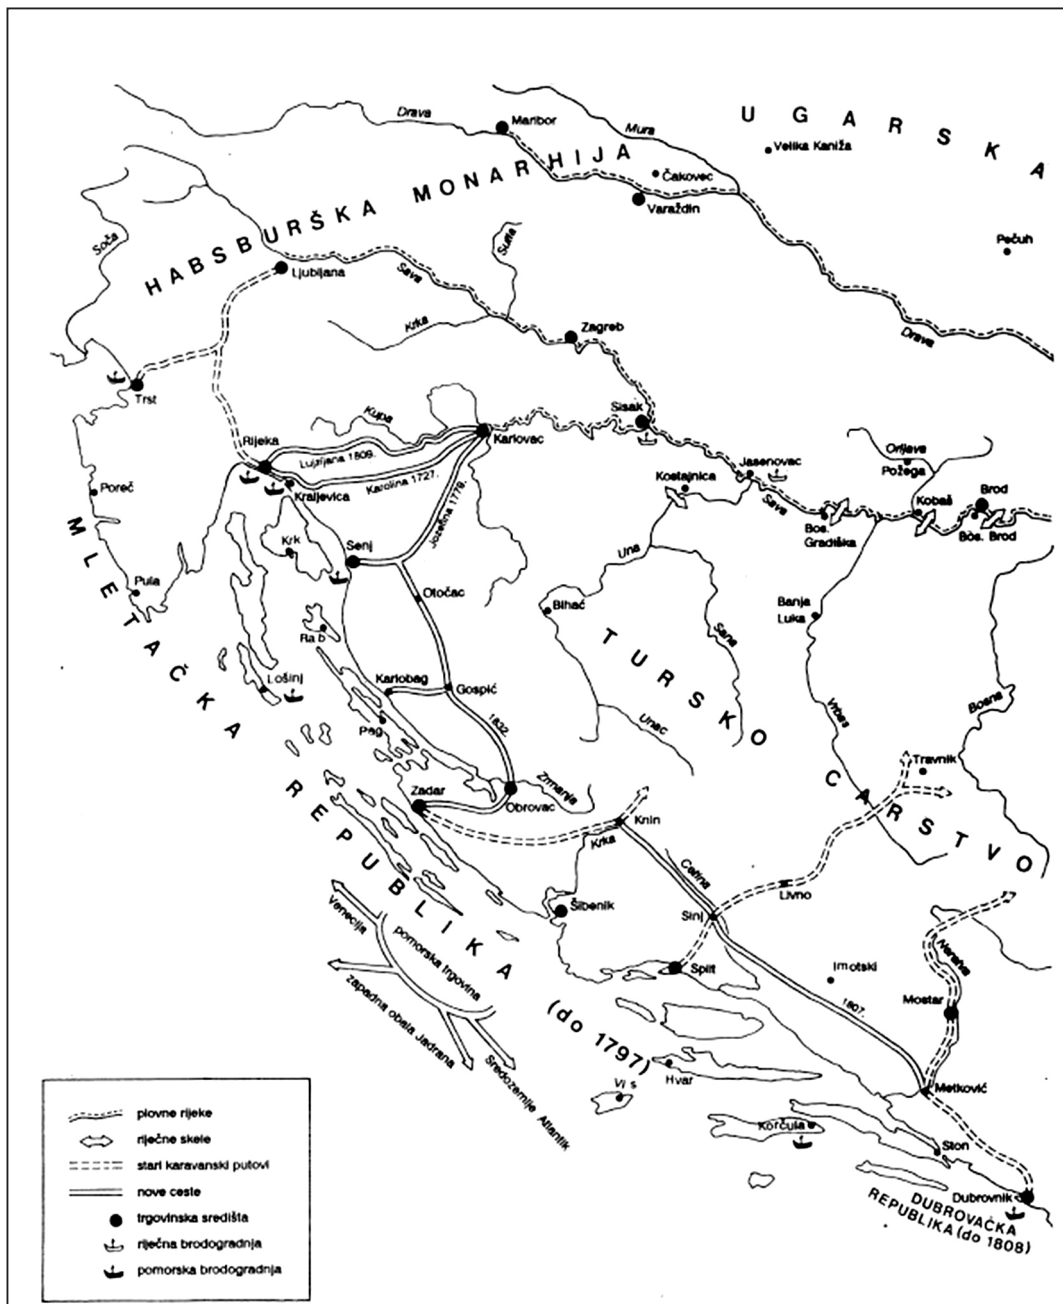 UGARSKA
Drava
Maribor
Mura
Velika Kaniža
Čakovec
Varaždin
HABSBURŠKA MONARHIJA
Pečuh
Soča
Sutla
Ljubljana
Sava
Krka
Zagreb
Drava
Trst
Kupa
Sisak
Rijeka
Karlovac
Lujzijana 1809.
Karolina 1727.
Jozefina 1779.
Kraljevica
Poreč
Kostajnica
Jasenovac
Orljava
Požega
Sava
Kobaš
Brod
Bos.
Gradiška
Bos. Brod
Krk
Senj
Una
Pula
Otočac
Bihać
Banja
Luka
Sana
Rab
MLETAČKA REPUBLIKA (do 1797)
TURSKO CARSTVO
Lošinj
Karlobag
Gospić
Pag
1832.
Unac
Vrbas
Bosna
Travnik
Zadar
Obrovac
Zrmanja
Knin
Krka
Cetina
Livno
Šibenik
Sinj
Venecija
pomorska trgovina
zapadna obala Jadrana
Sredozemlje Atlantik
Split
Imotski
Neretva
Mostar
1807.
Hvar
Vis
Metković
Korčula
Ston
Dubrovnik
DUBROVAČKA
REPUBLIKA (do 1808)
plovne rijeke
riječne skele
stari karavanski putovi
nove ceste
trgovinska središta
riječna brodogradnja
pomorska brodogradnja